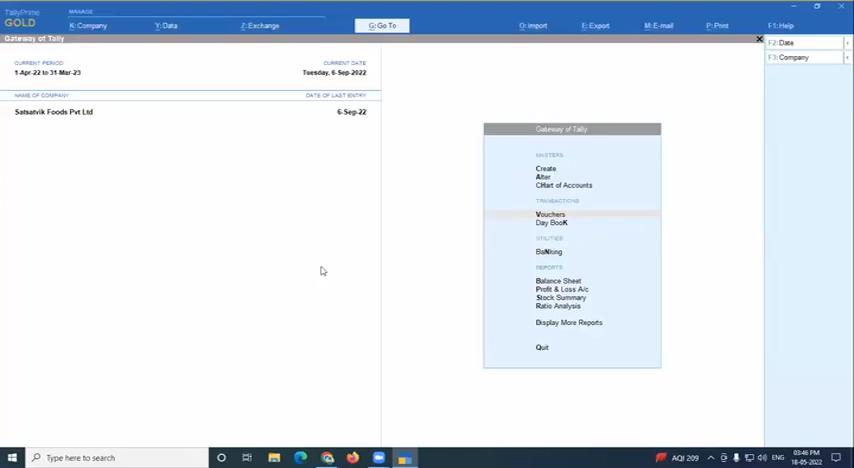 TallyPrime
GOLD
MANAGE
K: Company
Y: Data
Z: Exchange
G: Go To
O: Import
E: Export
M: E-mail
P: Print
F1: Help
Gateway of Tally
F2: Date
F3: Company
CURRENT PERIOD
CURRENT DATE
1-Apr-22 to 31-Mar-23
Tuesday, 6-Sep-2022
NAME OF COMPANY
DATE OF LAST ENTRY
Satsatvik Foods Pvt Ltd
6-Sep-22
Gateway of Tally
MASTERS
Create
Alter
CHart of Accounts
TRANSACTIONS
Vouchers
Day BooK
UTILITIES
BaNking
REPORTS
Balance Sheet
Profit & Loss A/c
Stock Summary
Ratio Analysis
Display More Reports
Quit
Type here to search
AQI 209
ENG
03:46 PM
18-05-2022